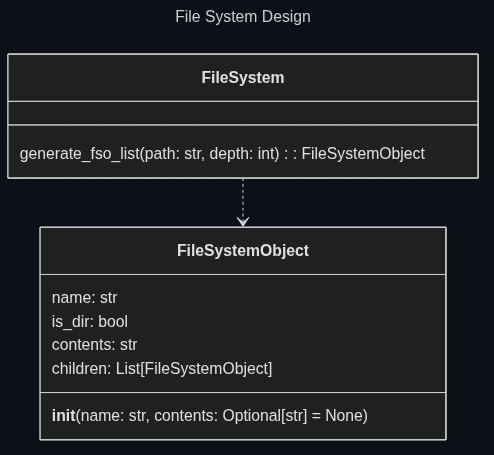 File System Design
FileSystem
generate_fso_list(path: str, depth: int) : : FileSystemObject
FileSystemObject
name: str
is_dir: bool
contents: str
children: List[FileSystemObject]
init(name: str, contents: Optional[str] = None)